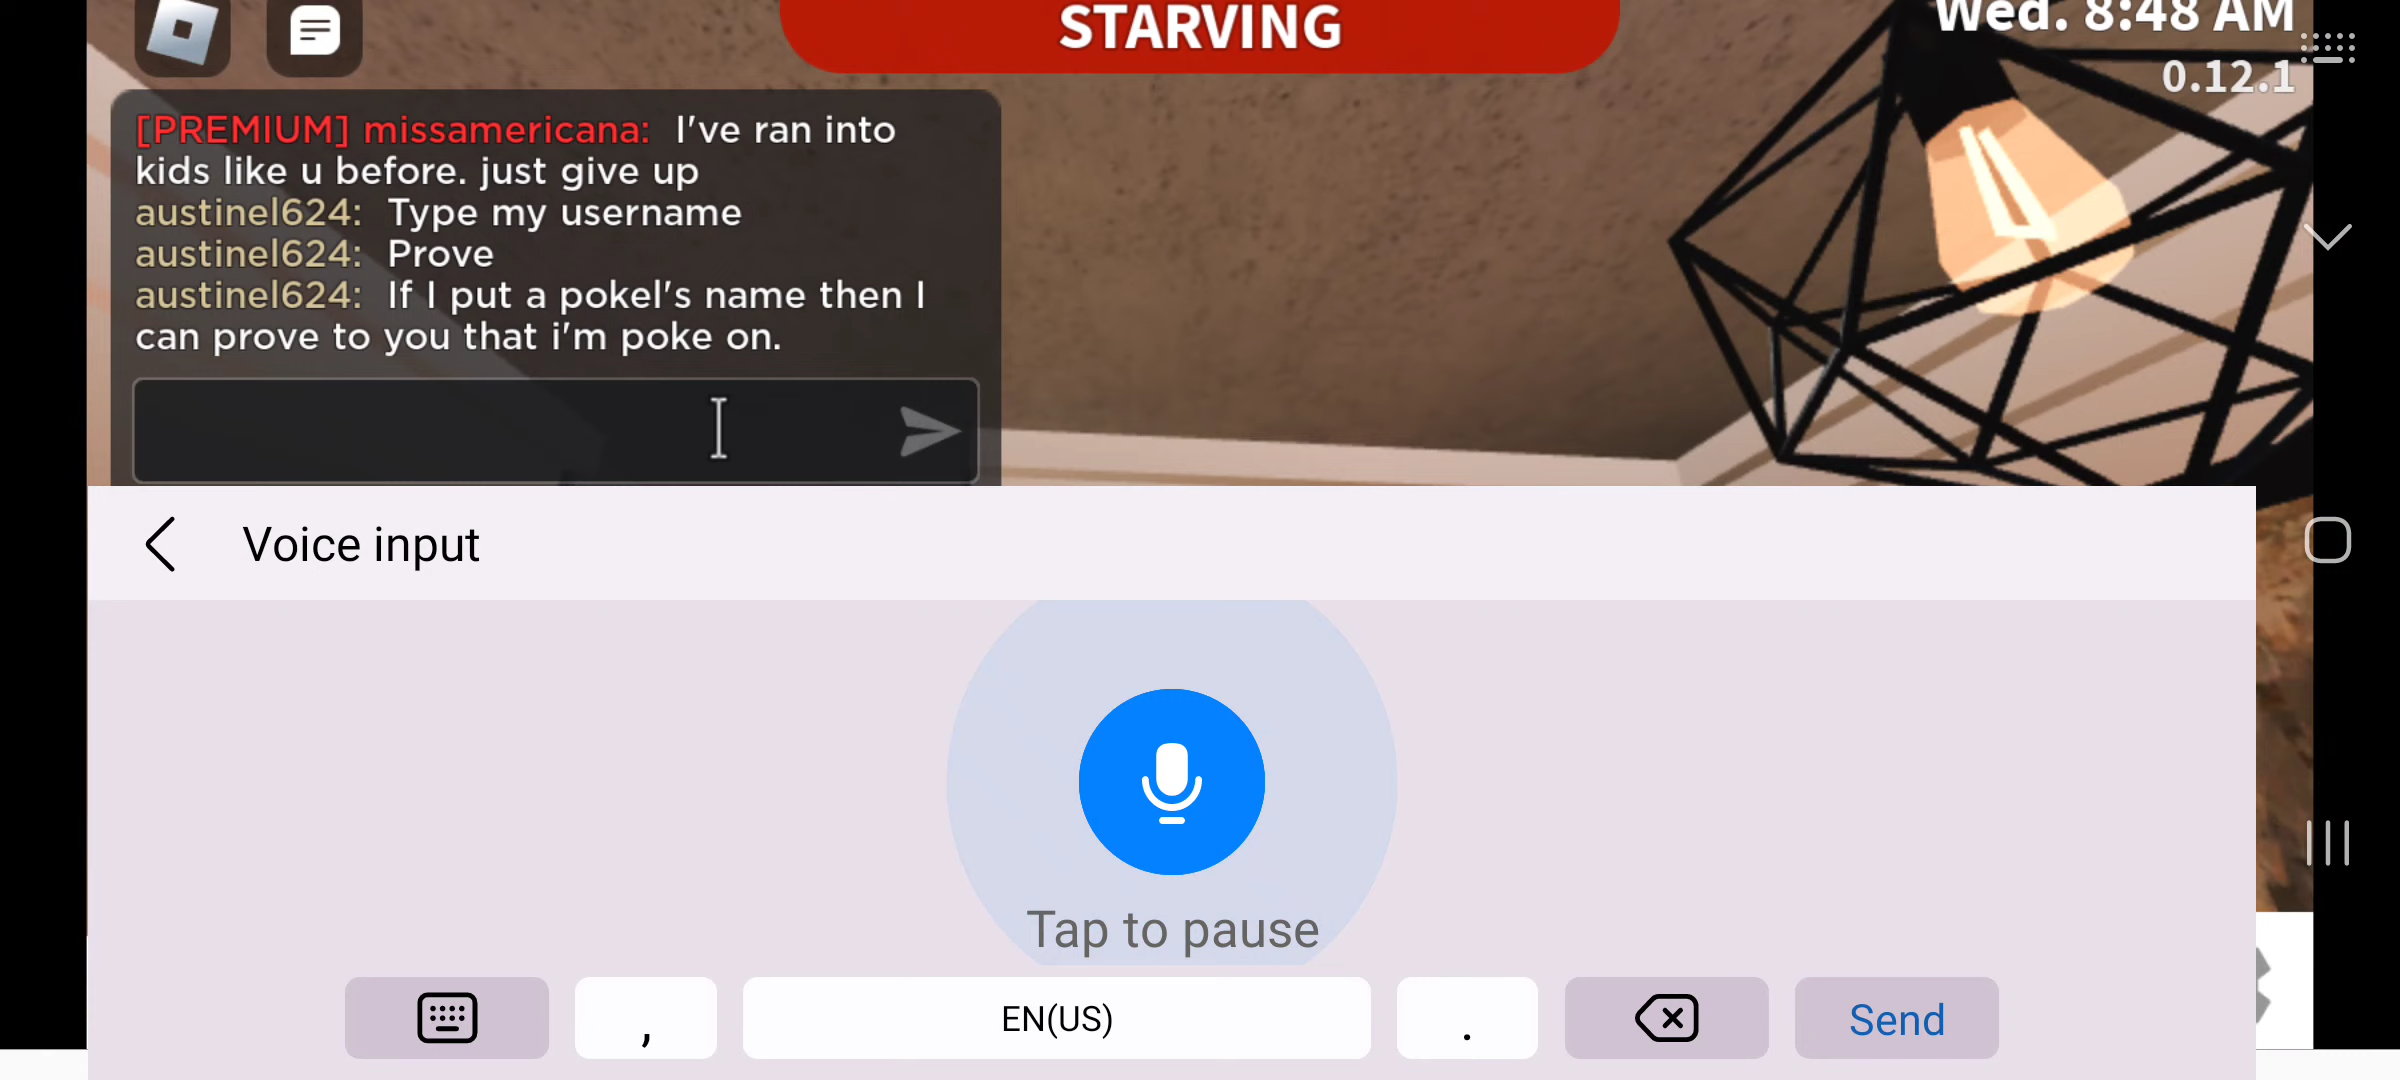 STARVING
Wed. 8:48 AM
0.12.1
[PREMIUM] missamericana: I've ran into
kids like u before. just give up
austinel624: Type my username
austinel624: Prove
austinel624: If I put a pokel's name then I
can prove to you that i'm poke on.
Voice input
Tap to pause
, EN(US) . Send